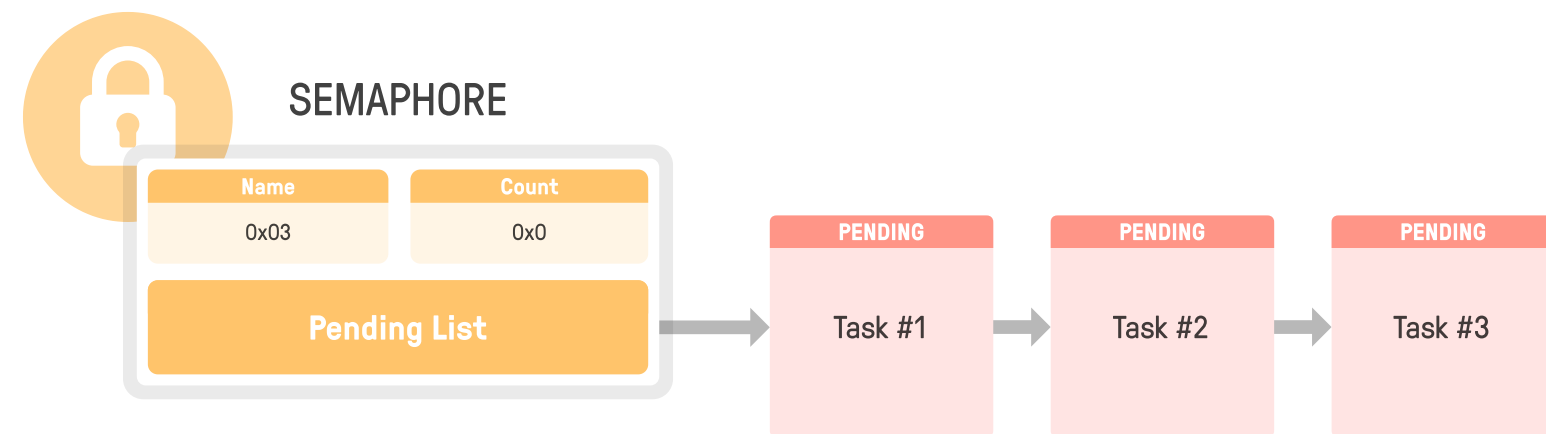 SEMAPHORE
Name
Count
0x03
0x0
Pending List
PENDING
Task #1
PENDING
Task #2
PENDING
Task #3